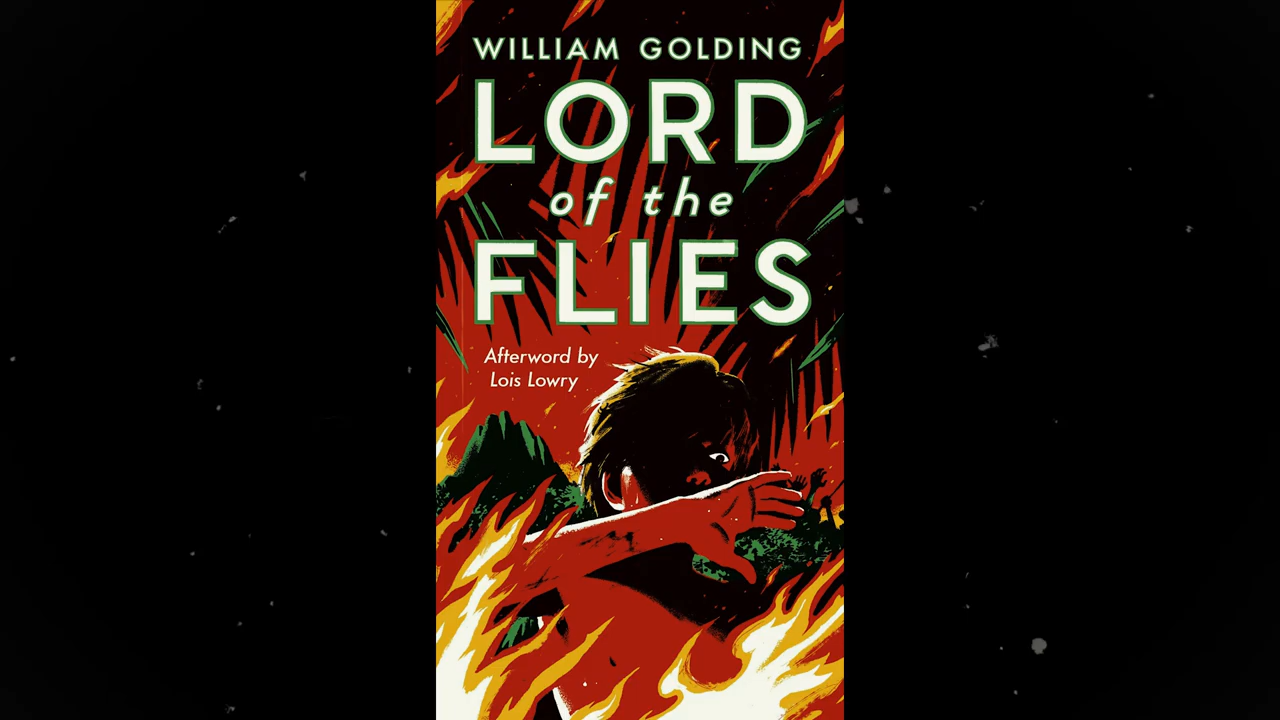 WILLIAM GOLDING
LORD
of the
FLIES
Afterword by
Lois Lowry